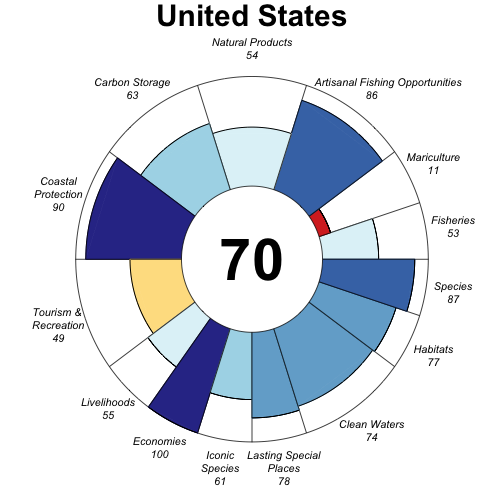 United States
Natural Products
54
Carbon Storage
63
Artisanal Fishing Opportunities
86
Mariculture
11
Coastal
Protection
90
Fisheries
53
70
Species
87
Tourism &
Recreation
49
Habitats
77
Livelihoods
55
Clean Waters
74
Economies
100
Iconic
Species
61
Lasting Special
Places
78